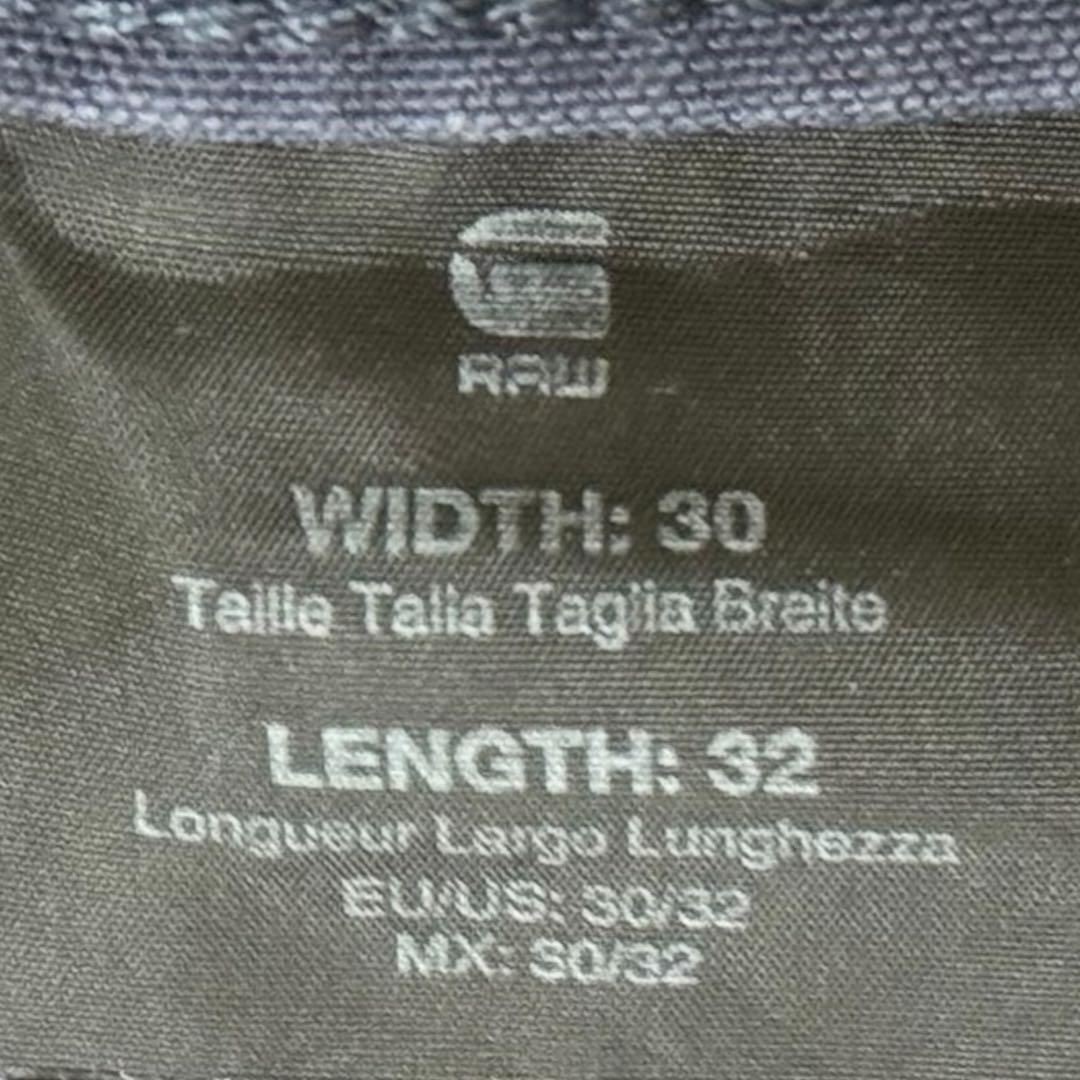 G
RAW
WIDTH: 30
Taille Talla Taglia Breite
LENGTH: 32
Longueur Largo Lunghezza
EU/US: 30/32
MX: 30/32